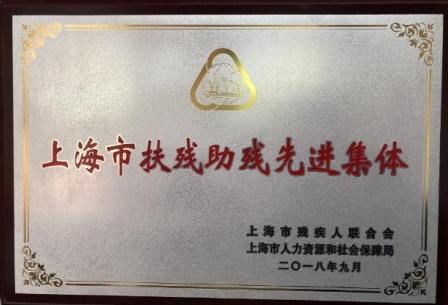 上海市扶残助残先进集体
上海市残疾人联合会
上海市人力资源和社会保障局
二〇一八年九月